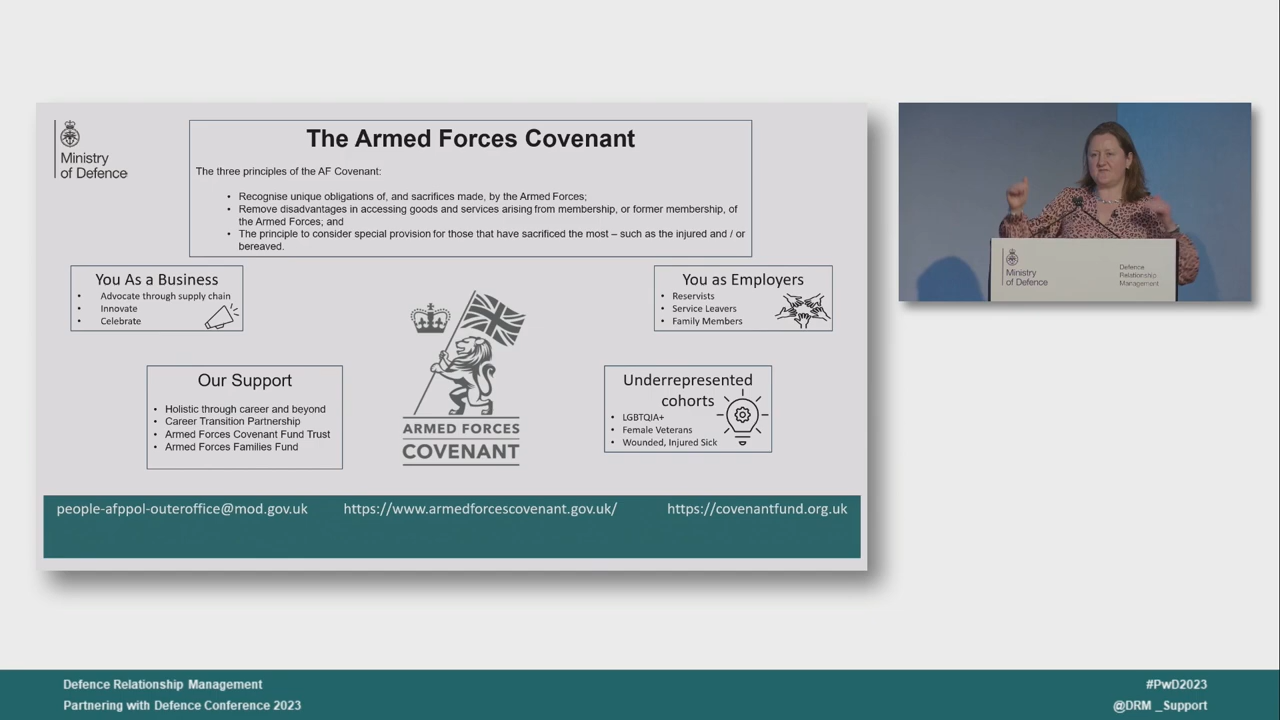 Ministry
of Defence
The Armed Forces Covenant
The three principles of the AF Covenant:
• Recognise unique obligations of, and sacrifices made, by the Armed Forces;
• Remove disadvantages in accessing goods and services arising from membership, or former membership, of
the Armed Forces; and
• The principle to consider special provision for those that have sacrificed the most – such as the injured and / or
bereaved.
You As a Business
• Advocate through supply chain
• Innovate
• Celebrate
You as Employers
• Reservists
• Service Leavers
• Family Members
Our Support
• Holistic through career and beyond
• Career Transition Partnership
• Armed Forces Covenant Fund Trust
• Armed Forces Families Fund
ARMED FORCES
COVENANT
Underrepresented
cohorts
• LGBTQIA+
• Female Veterans
• Wounded, Injured Sick
people-afppol-outeroffice@mod.gov.uk
https://www.armedforcescovenant.gov.uk/
https://covenantfund.org.uk
Ministry
of Defence
Defence
Relationship
Management
Defence Relationship Management
Partnering with Defence Conference 2023
#PwD2023
@DRM _Support